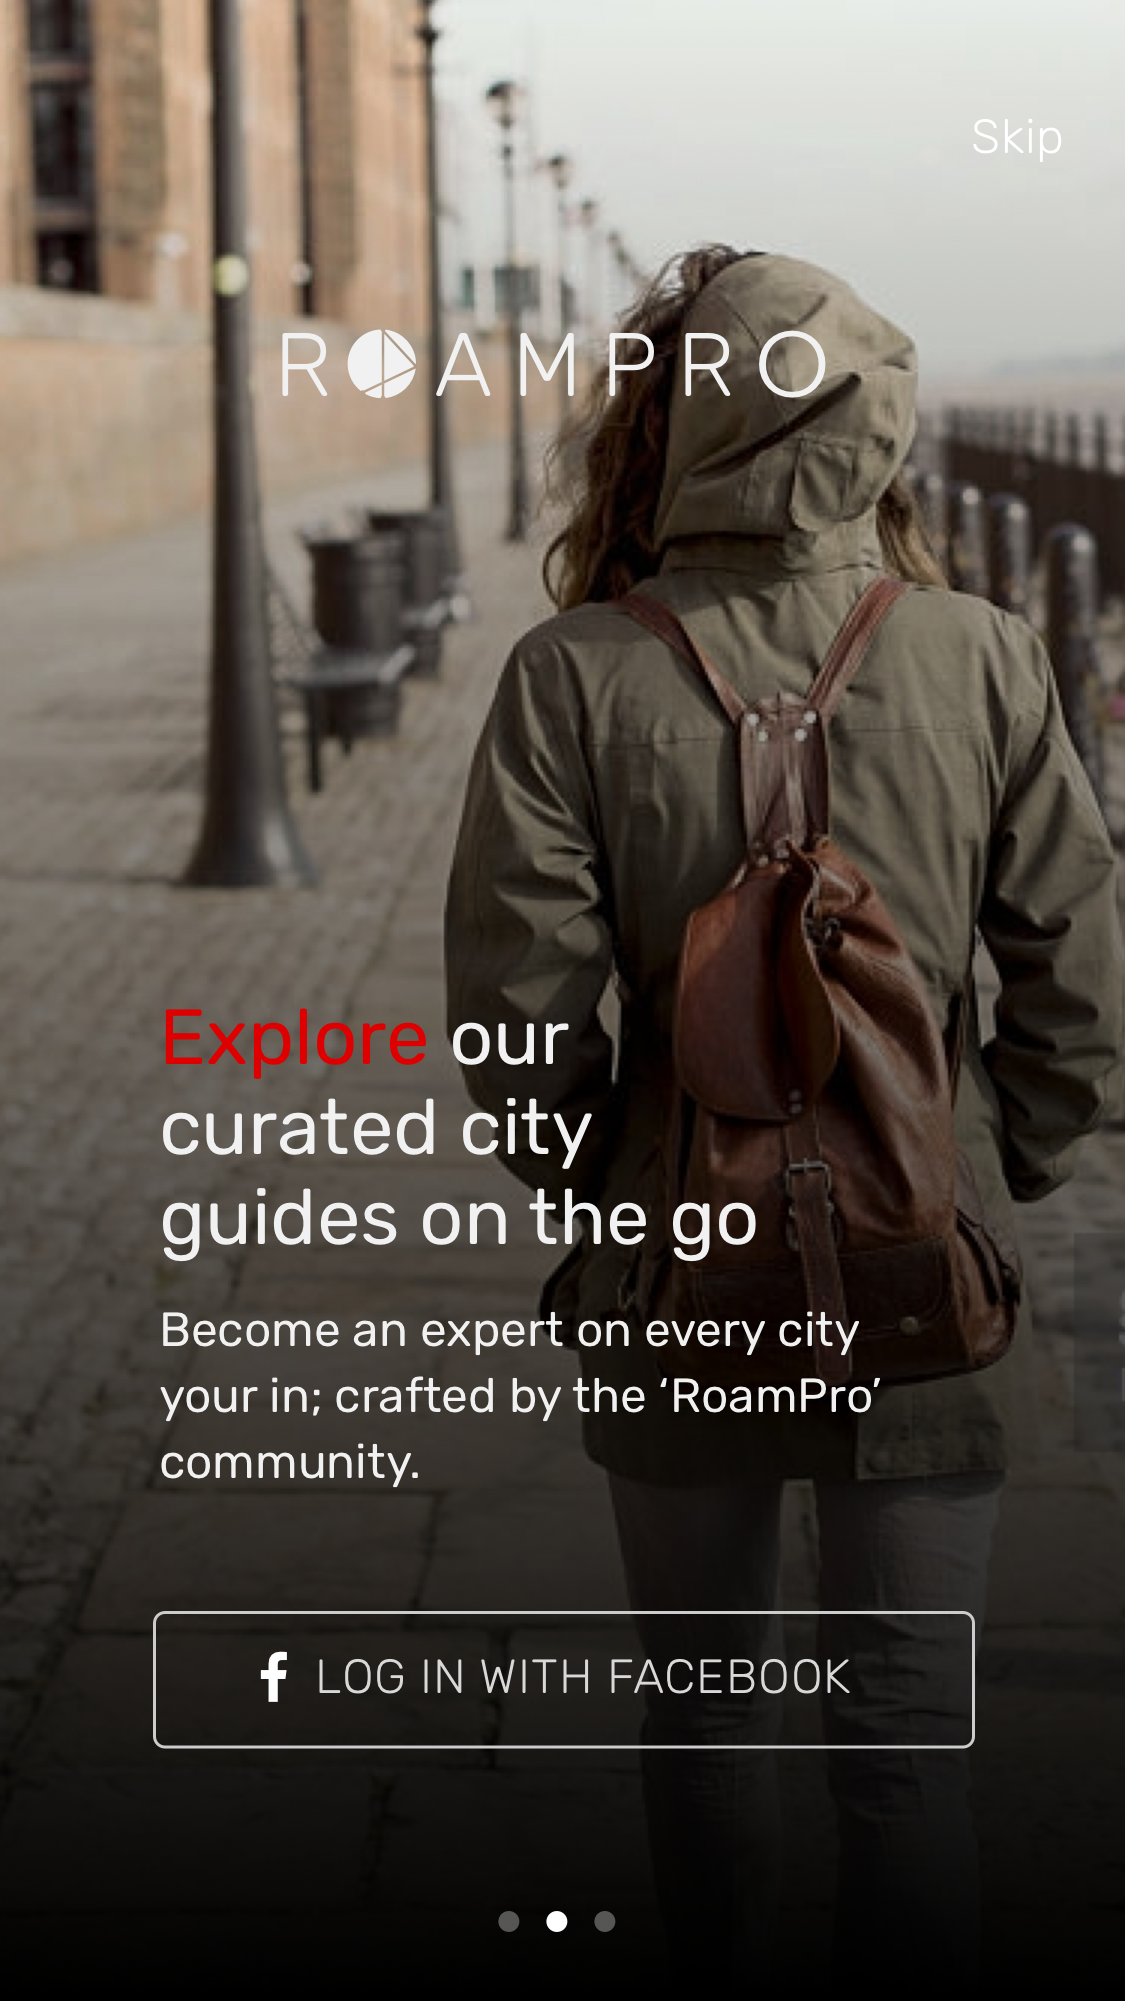 Skip
ROAMPRO
Explore our
curated city
guides on the go
Become an expert on every city
your in; crafted by the ‘RoamPro’
community.
f LOG IN WITH FACEBOOK